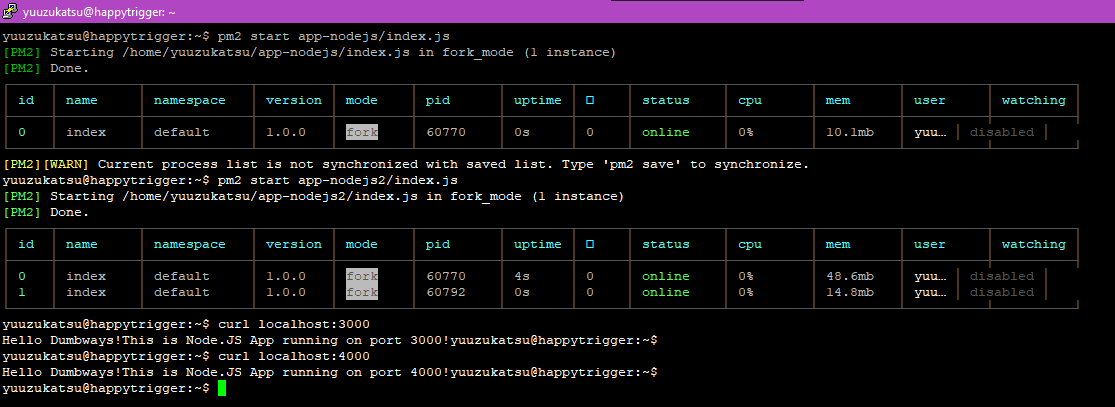 yuuzukatsu@happytrigger: ~
yuuzukatsu@happytrigger:~$ pm2 start app-nodejs/index.js
[PM2] Starting /home/yuuzukatsu/app-nodejs/index.js in fork_mode (1 instance)
[PM2] Done.
id name namespace version mode pid uptime □ status cpu mem user watching
0 index default 1.0.0 fork 60770 0s 0 online 0% 10.1mb yuu… disabled
[PM2][WARN] Current process list is not synchronized with saved list. Type 'pm2 save' to synchronize.
yuuzukatsu@happytrigger:~$ pm2 start app-nodejs2/index.js
[PM2] Starting /home/yuuzukatsu/app-nodejs2/index.js in fork_mode (1 instance)
[PM2] Done.
id name namespace version mode pid uptime □ status cpu mem user watching
0 index default 1.0.0 fork 60770 4s 0 online 0% 48.6mb yuu… disabled
1 index default 1.0.0 fork 60792 0s 0 online 0% 14.8mb yuu… disabled
yuuzukatsu@happytrigger:~$ curl localhost:3000
Hello Dumbways!This is Node.JS App running on port 3000!yuuzukatsu@happytrigger:~$
yuuzukatsu@happytrigger:~$ curl localhost:4000
Hello Dumbways!This is Node.JS App running on port 4000!yuuzukatsu@happytrigger:~$
yuuzukatsu@happytrigger:~$